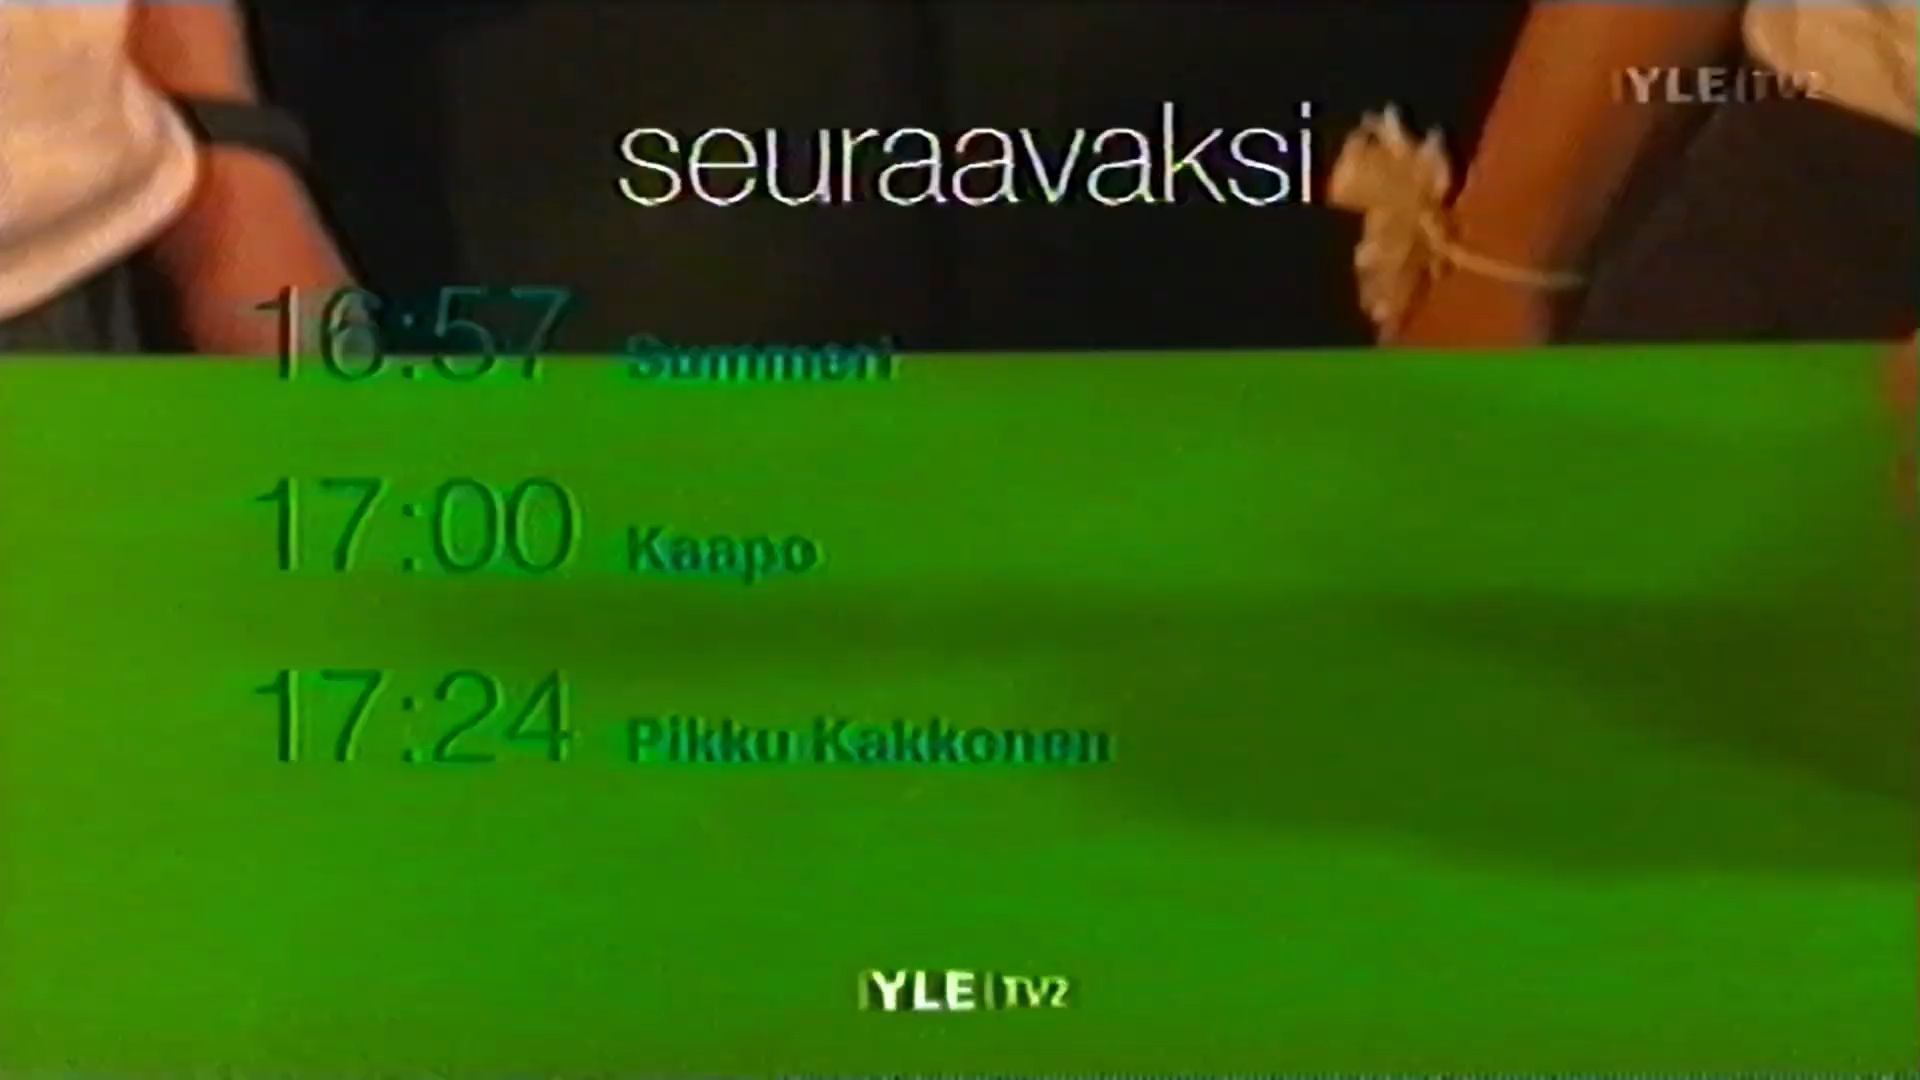 YLE TV2
seuraavaksi
16:57 Summeri
17:00 Kaapo
17:24 Pikku Kakkonen
YLE TV2